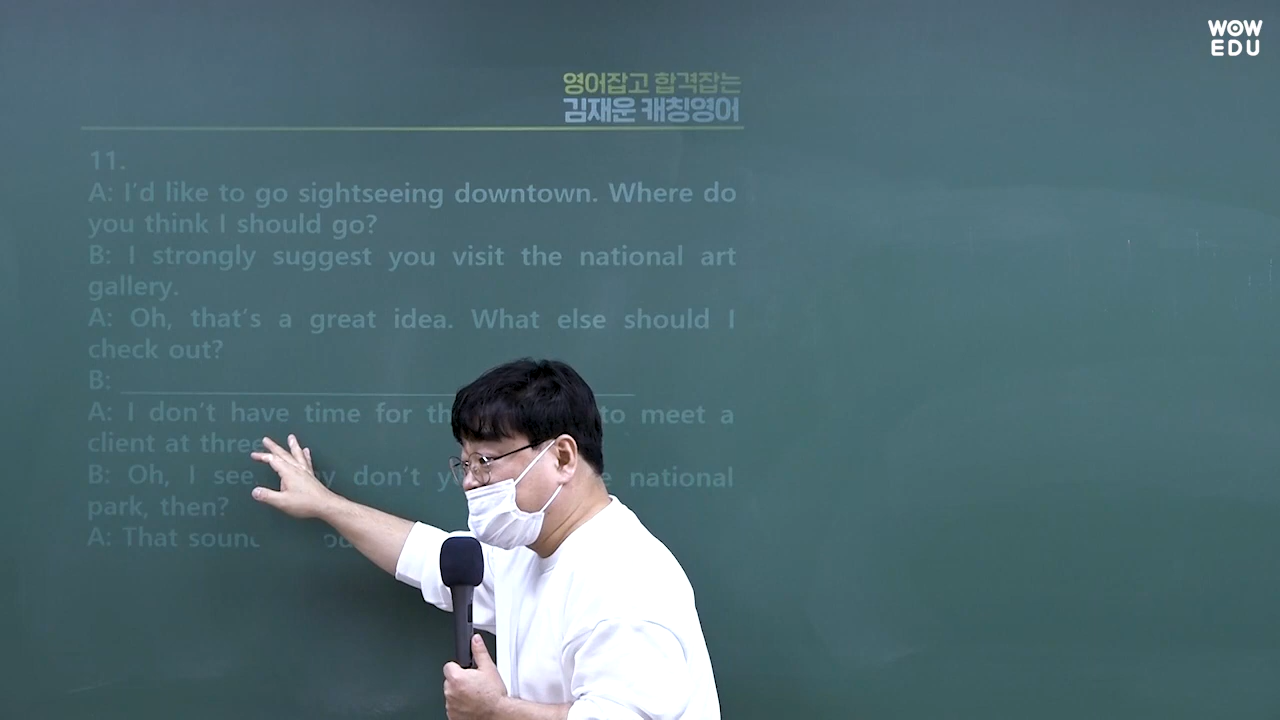 WOW
EDU
영어잡고 합격잡는
김재운 캐칭영어
11.
A: I'd like to go sightseeing downtown. Where do
you think I should go?
B: I strongly suggest you visit the national art
gallery.
A: Oh, that's a great idea. What else should I
check out?
B:
A: I don't have time for to meet a
client at three
B: Oh, I see don't national
park, then?
A: That